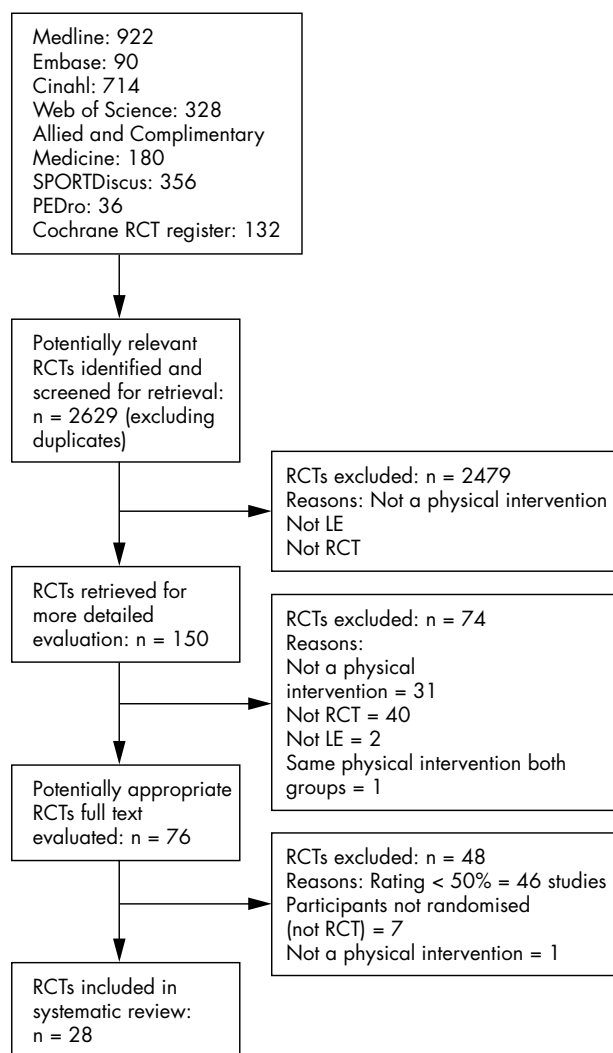 Medline: 922
Embase: 90
Cinahl: 714
Web of Science: 328
Allied and Complimentary
Medicine: 180
SPORTDiscus: 356
PEDro: 36
Cochrane RCT register: 132
Potentially relevant
RCTs identified and
screened for retrieval:
n = 2629 (excluding
duplicates)
RCTs excluded: n = 2479
Reasons: Not a physical intervention
Not LE
Not RCT
RCTs retrieved for
more detailed
evaluation: n = 150
RCTs excluded: n = 74
Reasons:
Not a physical
intervention = 31
Not RCT = 40
Not LE = 2
Same physical intervention both
groups = 1
Potentially appropriate
RCTs full text
evaluated: n = 76
RCTs excluded: n = 48
Reasons: Rating < 50% = 46 studies
Participants not randomised
(not RCT) = 7
Not a physical intervention = 1
RCTs included in
systematic review:
n = 28